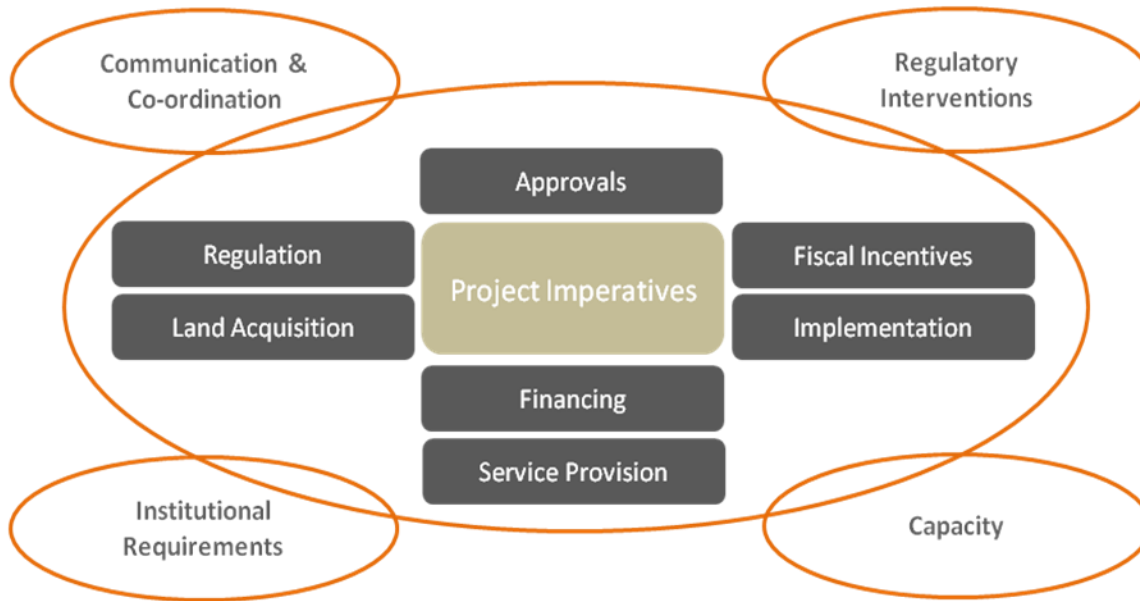 Communication &
Co-ordination
Regulatory
Interventions
Approvals
Regulation
Project Imperatives
Fiscal Incentives
Land Acquisition
Implementation
Financing
Service Provision
Institutional
Requirements
Capacity